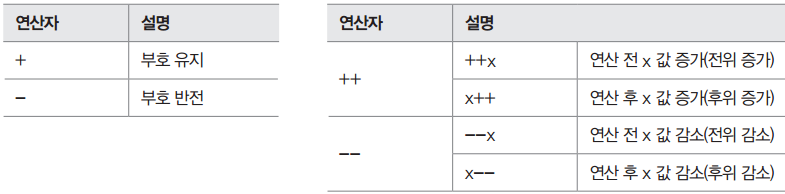 연산자 설명
+ 부호 유지
− 부호 반전
연산자 설명
++ ++x 연산 전 x 값 증가(전위 증가)
x++ 연산 후 x 값 증가(후위 증가)
−− −−x 연산 전 x 값 감소(전위 감소)
x−− 연산 후 x 값 감소(후위 감소)